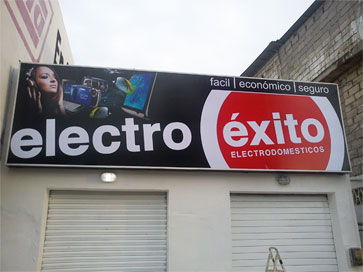 facil | económico | seguro
electro éxito
ELECTRODOMESTICOS